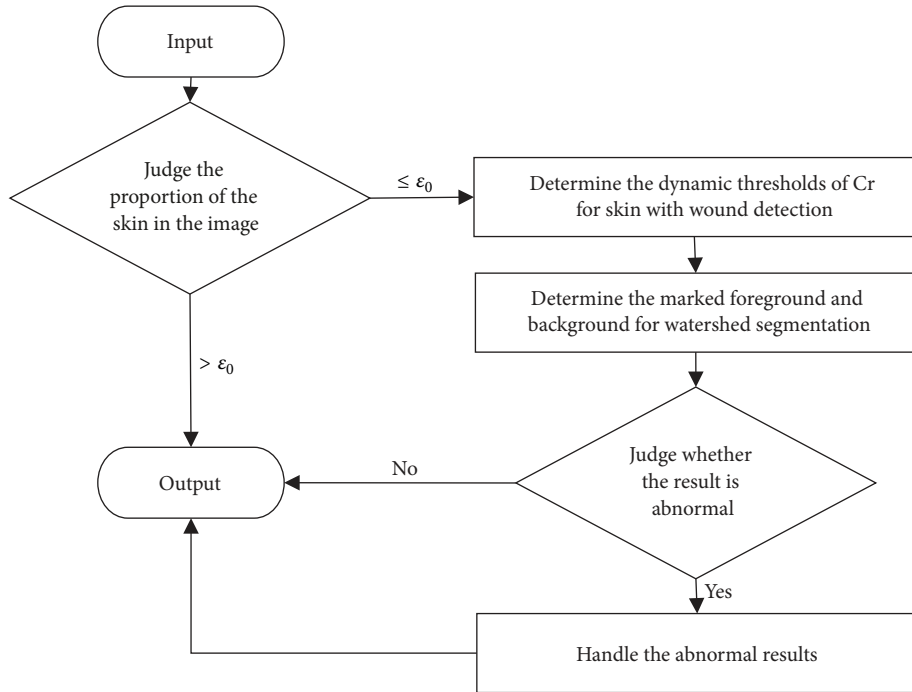 Input
Judge the
proportion of the
skin in the image
≤ ε₀
Determine the dynamic thresholds of Cr
for skin with wound detection
Determine the marked foreground and
background for watershed segmentation
> ε₀
Judge whether
the result is
abnormal
No
Output
Yes
Handle the abnormal results